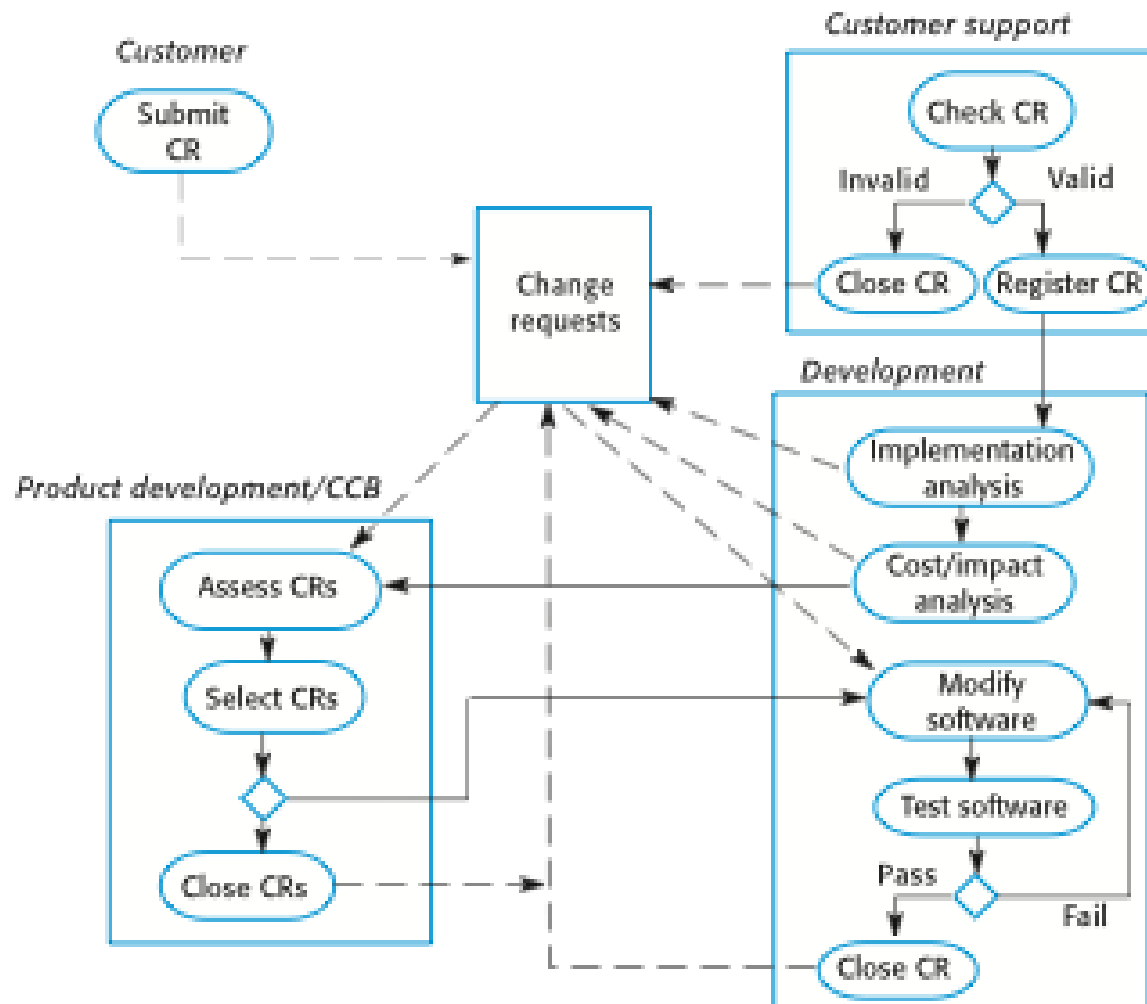 Customer
Submit
CR
Customer support
Check CR
Invalid
Valid
Close CR
Register CR
Change
requests
Development
Implementation
analysis
Cost/impact
analysis
Modify
software
Test software
Pass
Fail
Close CR
Product development/CCB
Assess CRs
Select CRs
Close CRs